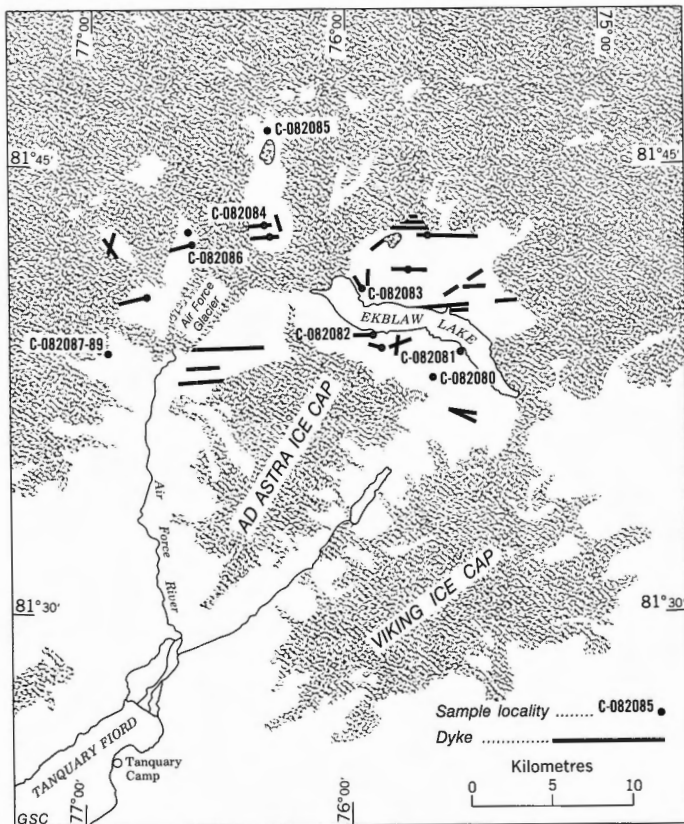 77°00'
76°00'
75°00'
C-082085
81°45'
81°45'
C-082084
C-082086
Air Force
Glacier
C-082083
EKBLAW LAKE
C-082087-89
C-082082
C-082081
C-082080
AD ASTRA ICE CAP
Air Force River
VIKING ICE CAP
81°30'
81°30'
Sample locality ........ C-082085
Dyke ................
Kilometres
0 5 10
TANQUARY FIORD
Tanquary
Camp
77°00'
76°00'
GSC